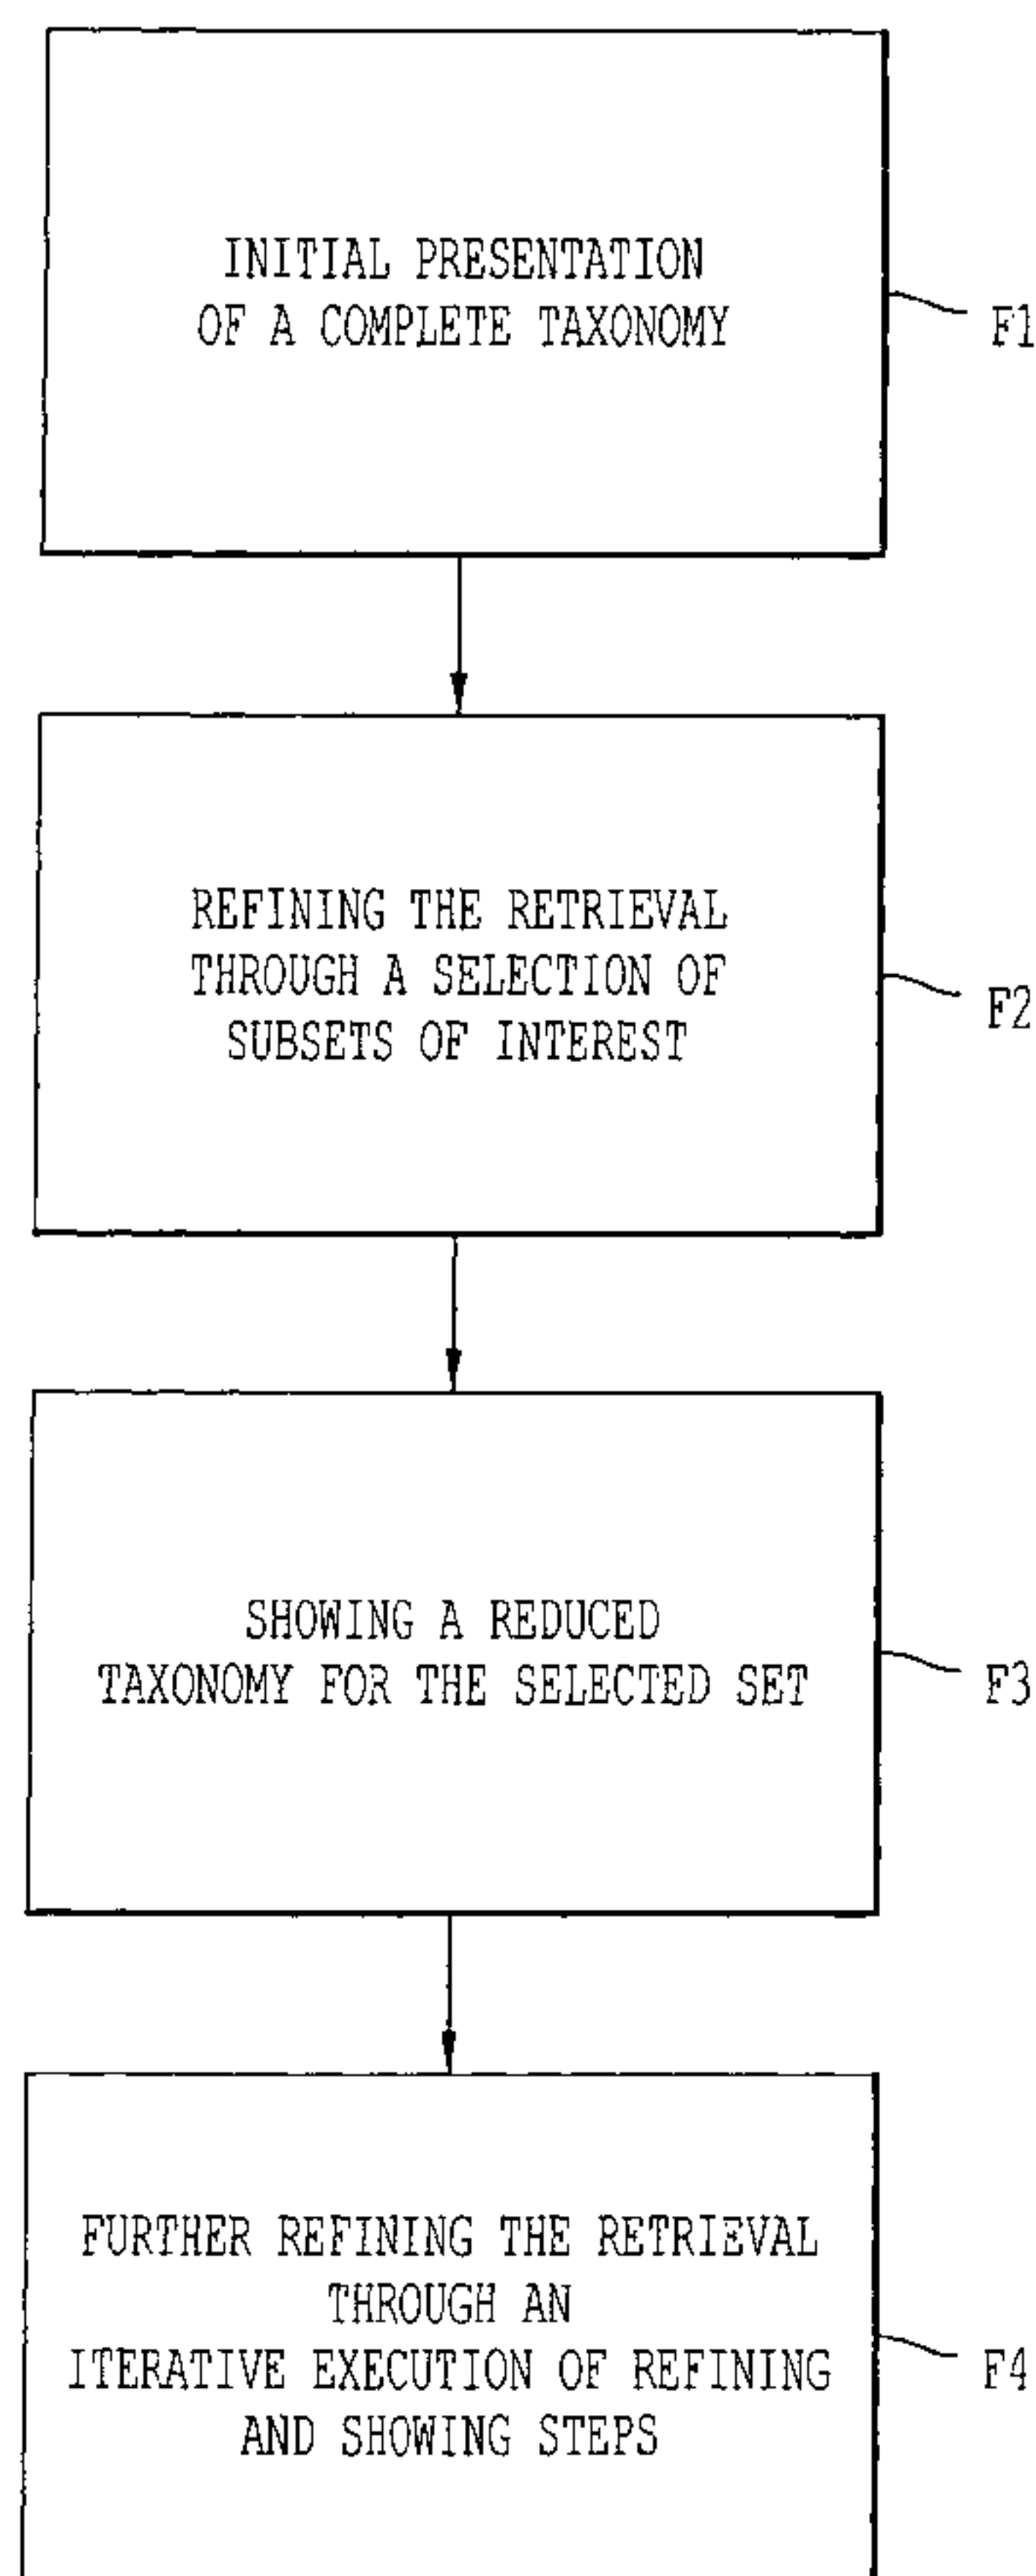 INITIAL PRESENTATION
OF A COMPLETE TAXONOMY
F1
REFINING THE RETRIEVAL
THROUGH A SELECTION OF
SUBSETS OF INTEREST
F2
SHOWING A REDUCED
TAXONOMY FOR THE SELECTED SET
F3
FURTHER REFINING THE RETRIEVAL
THROUGH AN
ITERATIVE EXECUTION OF REFINING
AND SHOWING STEPS
F4